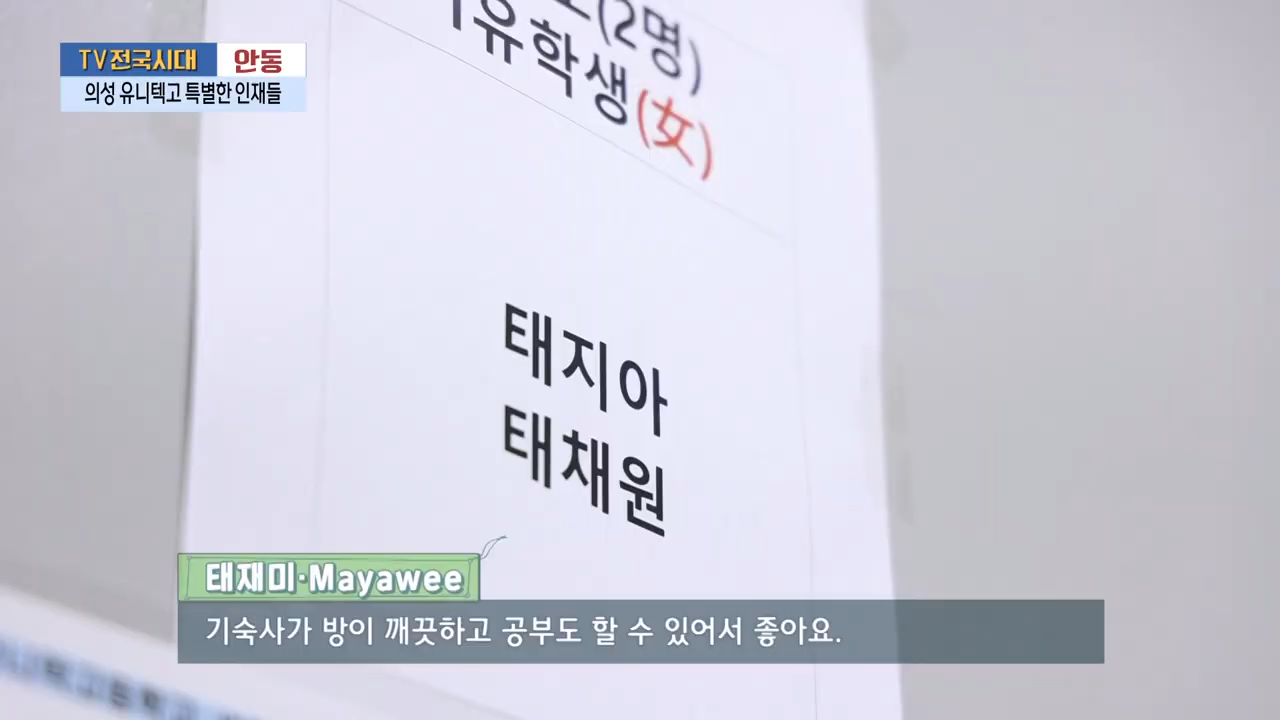 TV전국시대 안동
의성 유니텍고 특별한 인재들
(2명)
유학생(女)
태지아
태채원
태재미·Mayawee
기숙사가 방이 깨끗하고 공부도 할 수 있어서 좋아요.